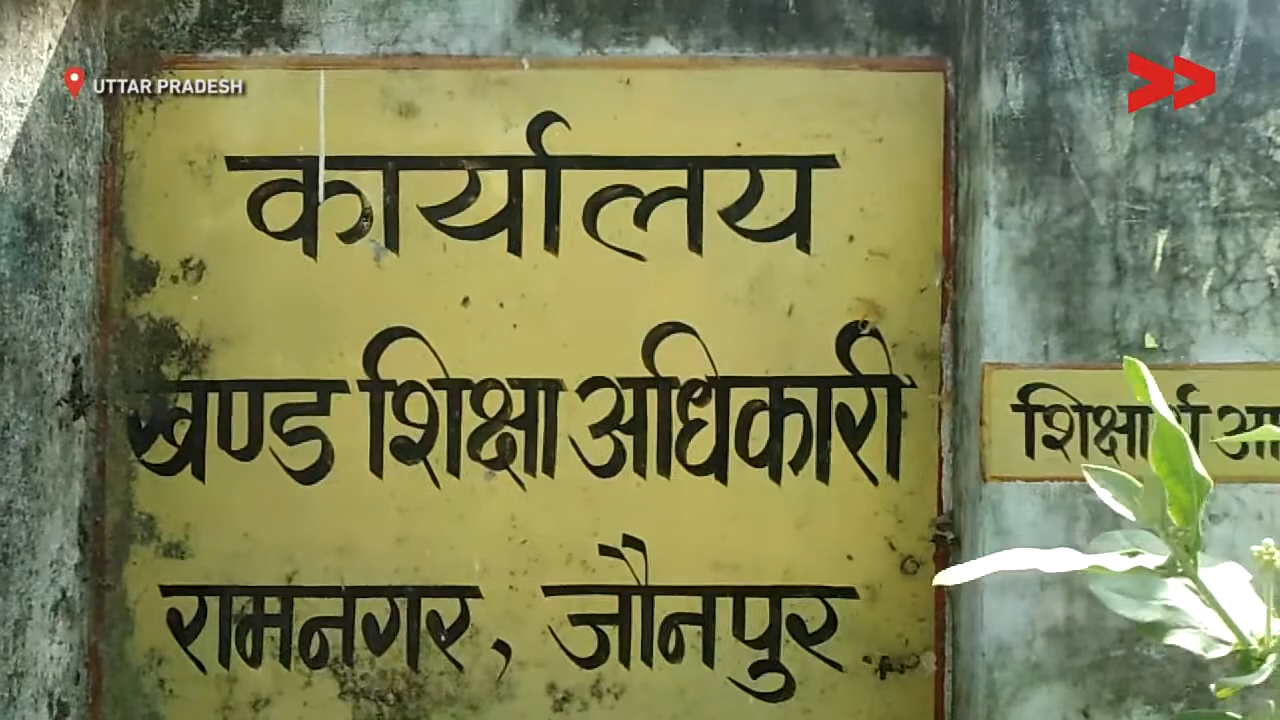 UTTAR PRADESH
कार्यालय
खण्ड शिक्षा अधिकारी
रामनगर, जौनपुर